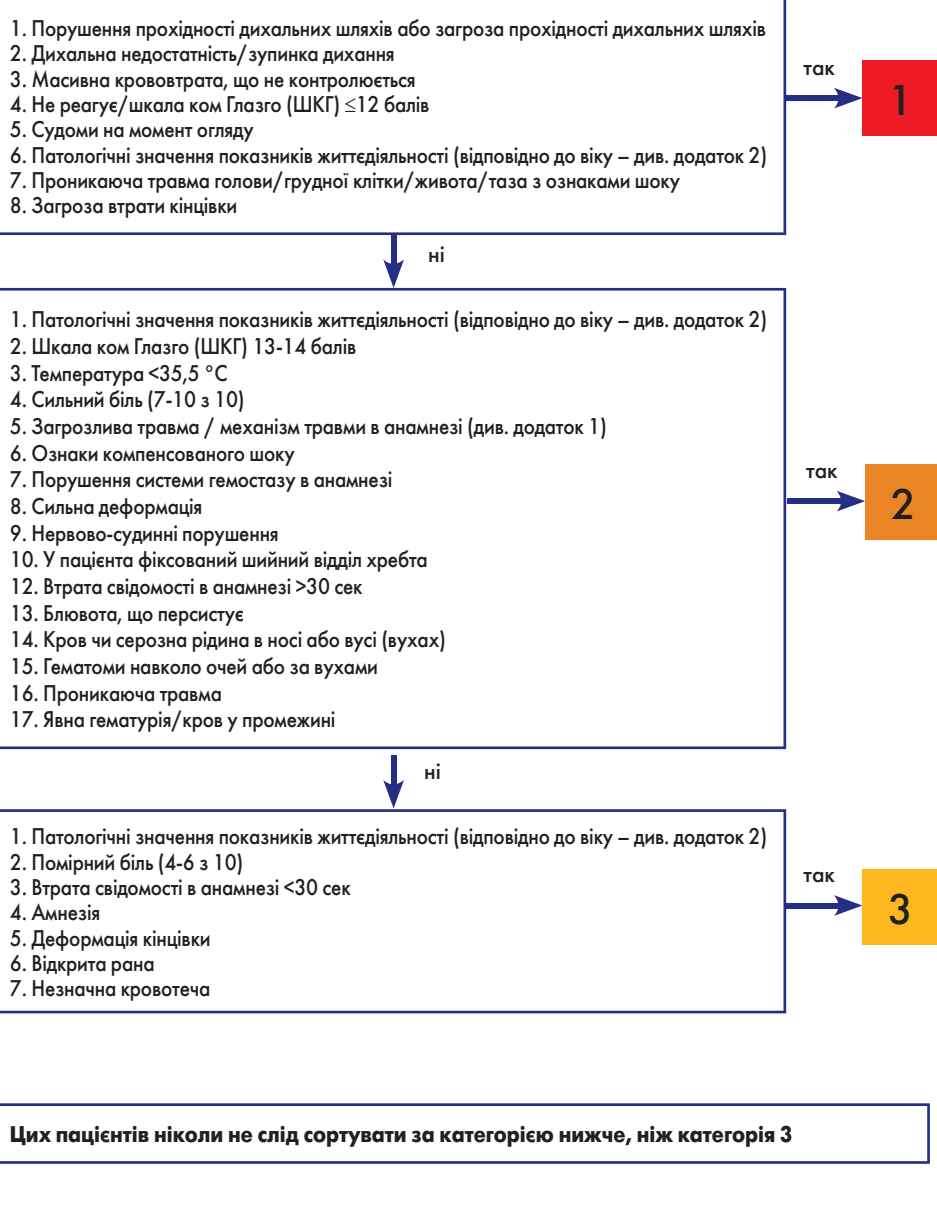 1. Порушення прохідності дихальних шляхів або загроза прохідності дихальних шляхів
2. Дихальна недостатність/зупинка дихання
3. Масивна крововтрата, що не контролюється
4. Не реагує/шкала ком Глазго (ШКГ) ≤12 балів
5. Судоми на момент огляду
6. Патологічні значення показників життєдіяльності (відповідно до віку – див. додаток 2)
7. Проникаюча травма голови/грудної клітки/живота/таза з ознаками шоку
8. Загроза втрати кінцівки
так
1
ні
1. Патологічні значення показників життєдіяльності (відповідно до віку – див. додаток 2)
2. Шкала ком Глазго (ШКГ) 13-14 балів
3. Температура <35,5 °C
4. Сильний біль (7-10 з 10)
5. Загрозлива травма / механізм травми в анамнезі (див. додаток 1)
6. Ознаки компенсованого шоку
7. Порушення системи гемостазу в анамнезі
8. Сильна деформація
9. Нервово-судинні порушення
10. У пацієнта фіксований шийний відділ хребта
12. Втрата свідомості в анамнезі >30 сек
13. Блювота, що персистує
14. Кров чи серозна рідина в носі або вусі (вухах)
15. Гематоми навколо очей або за вухами
16. Проникаюча травма
17. Явна гематурія/кров у промежині
так
2
ні
1. Патологічні значення показників життєдіяльності (відповідно до віку – див. додаток 2)
2. Помірний біль (4-6 з 10)
3. Втрата свідомості в анамнезі <30 сек
4. Амнезія
5. Деформація кінцівки
6. Відкрита рана
7. Незначна кровотеча
так
3
Цих пацієнтів ніколи не слід сортувати за категорією нижче, ніж категорія 3